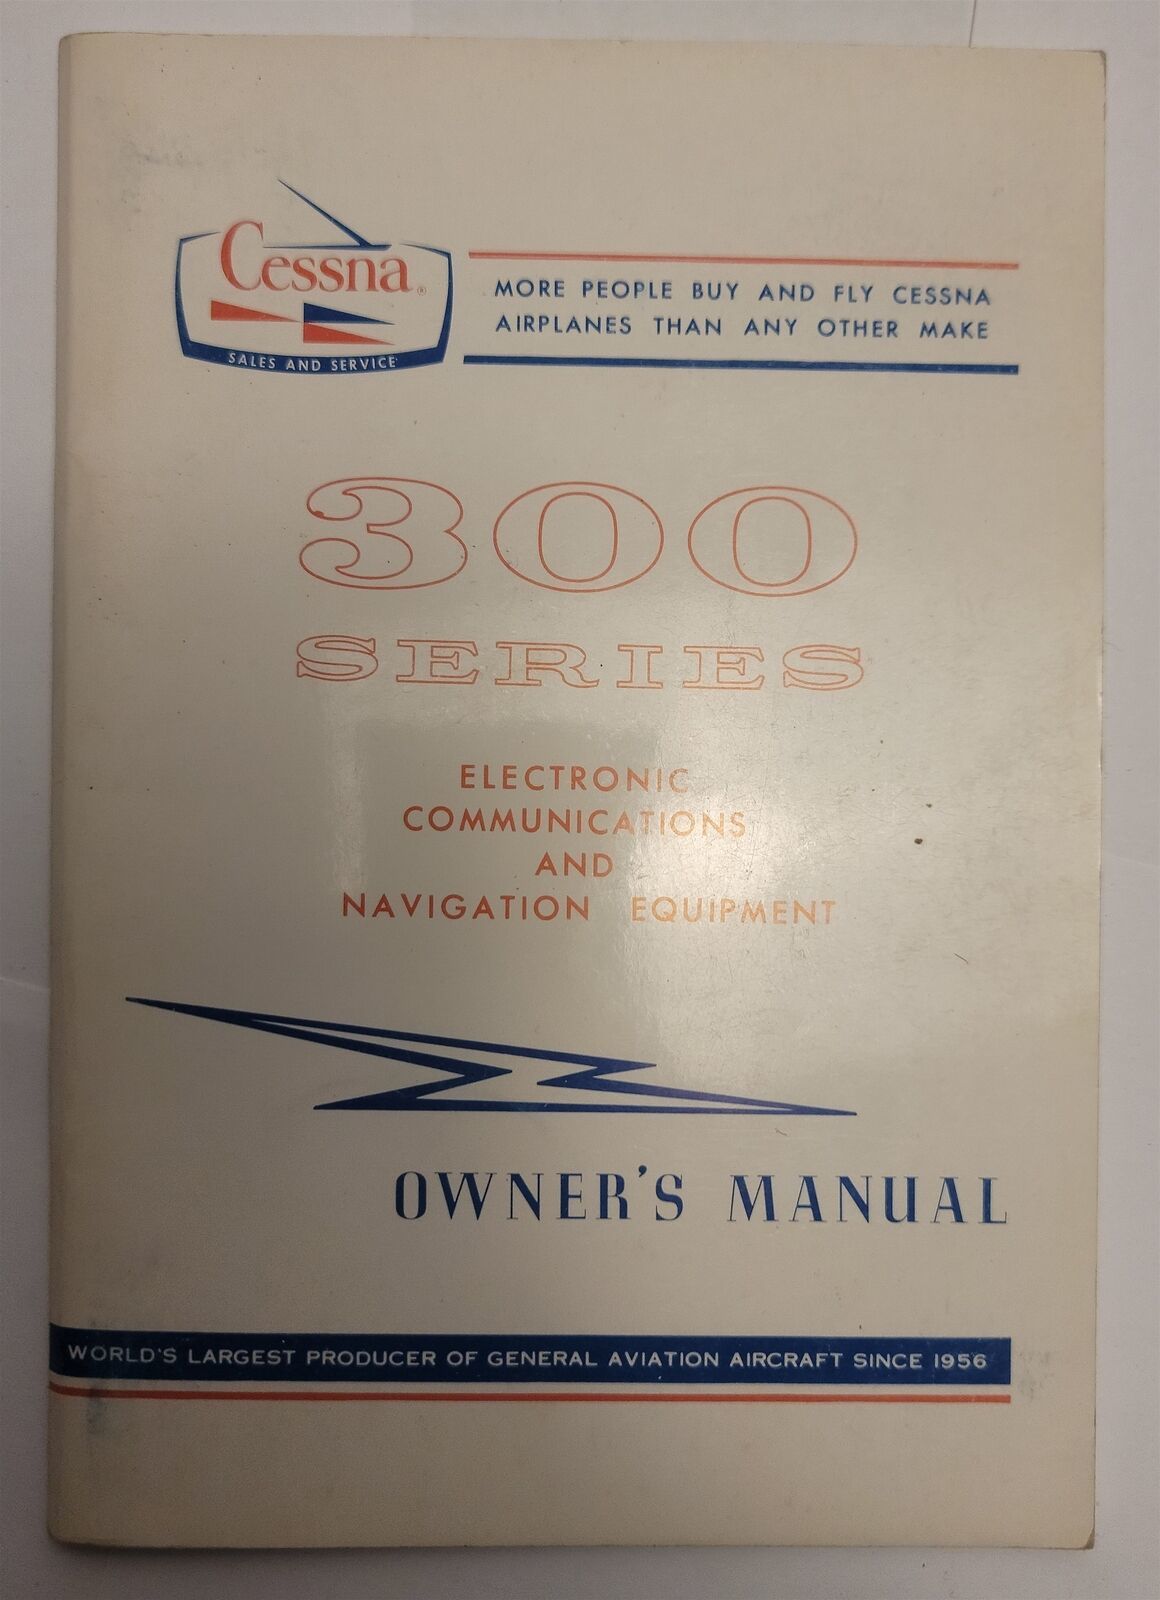 Cessna®
SALES AND SERVICE
MORE PEOPLE BUY AND FLY CESSNA
AIRPLANES THAN ANY OTHER MAKE
300
SERIES
ELECTRONIC
COMMUNICATIONS
AND
NAVIGATION EQUIPMENT
OWNER'S MANUAL
WORLD'S LARGEST PRODUCER OF GENERAL AVIATION AIRCRAFT SINCE 1956